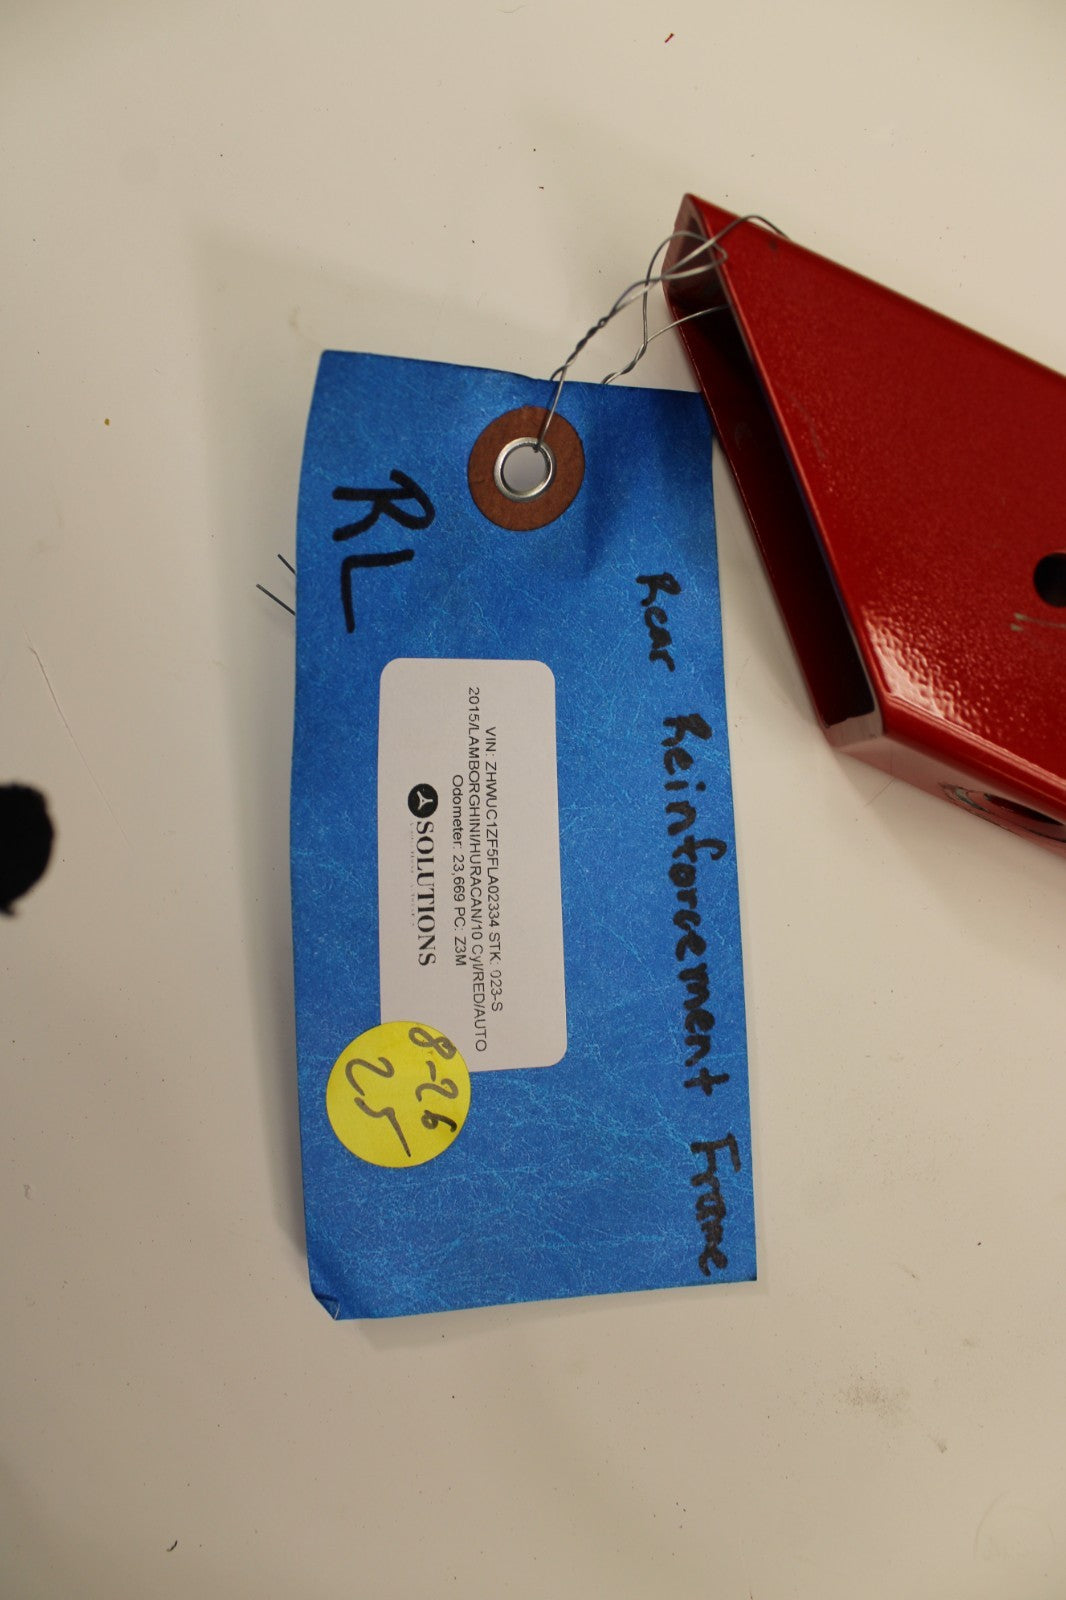 RL
Rear Reinforcement Frame
VIN: ZHWUC1ZF5FLA02334 STK: 023-S
2015/LAMBORGHINI/HURACAN/10 Cyl/RED/AUTO
Odometer: 23,669 PC: Z3M
SOLUTIONS
8-26
25